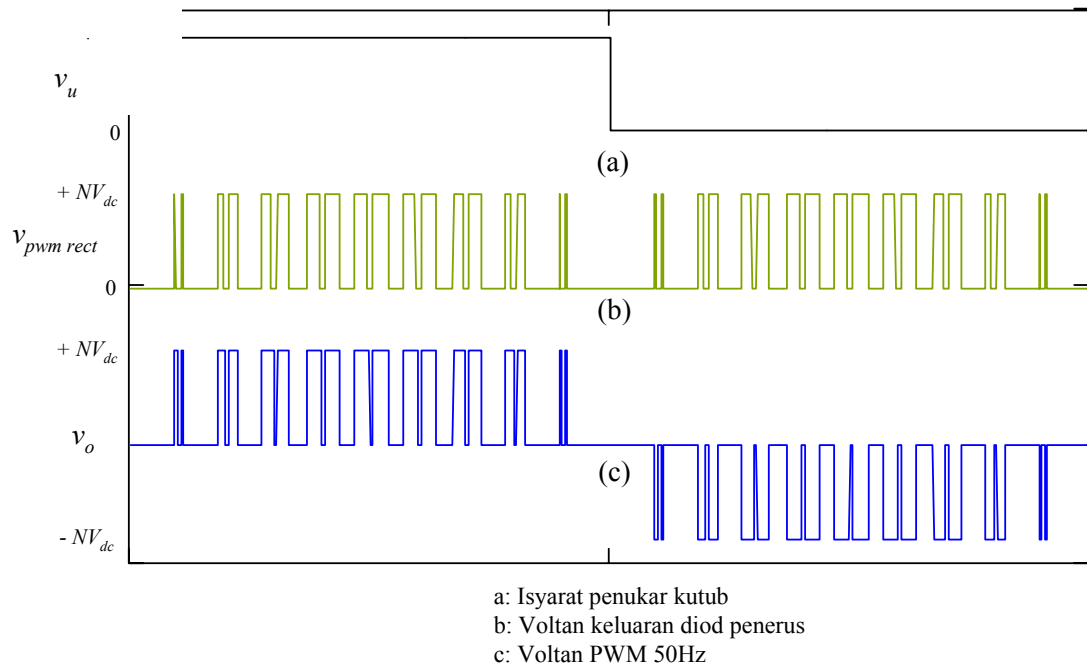 v_u
0
(a)
+ NV_dc
v_pwm rect
0
(b)
+ NV_dc
v_o
(c)
- NV_dc
a: Isyarat penukar kutub
b: Voltan keluaran diod penerus
c: Voltan PWM 50Hz